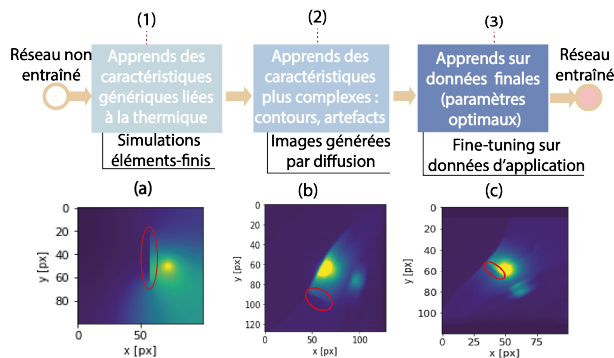 (1)
(2)
(3)
Réseau non
entraîné
Apprends des
caractéristiques
génériques liées
à la thermique
Apprends des
caractéristiques
plus complexes :
contours, artefacts
Apprends sur
données finales
(paramètres
optimaux)
Réseau
entraîné
Simulations
éléments-finis
Images générées
par diffusion
Fine-tuning sur
données d'application
(a)
(b)
(c)
0
20
40
60
80
y [px]
0
50
x [px]
0
20
40
60
80
100
120
y [px]
0
50
100
x [px]
0
20
40
60
80
y [px]
0
25
50
75
x [px]